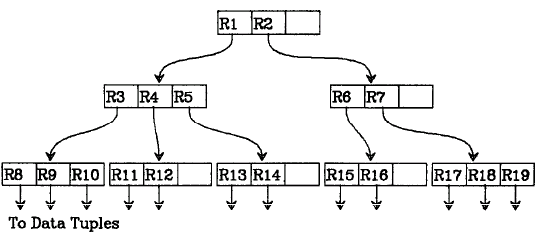 R1 R2
R3 R4 R5 R6 R7
R8 R9 R10 R11 R12 R13 R14 R15 R16 R17 R18 R19
To Data Tuples